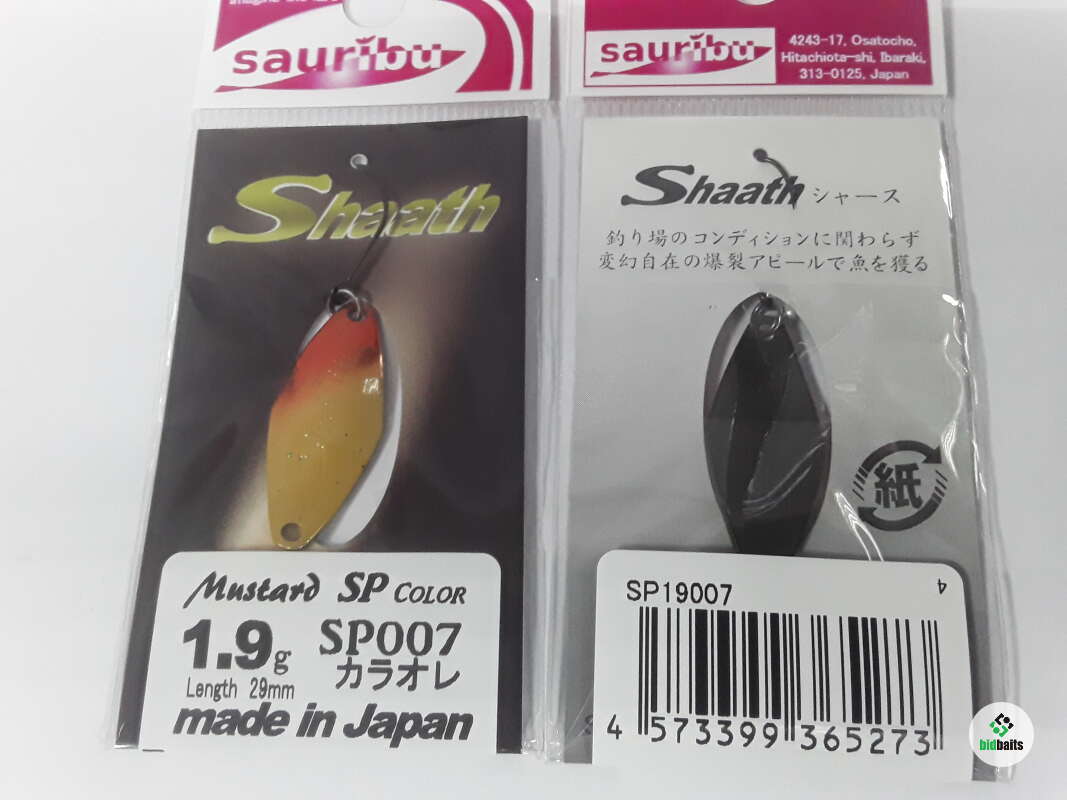 sauribu
Shaath
Mustard SP COLOR
1.9g
Length 29mm
SP007
カラオレ
made in Japan
sauribu
4243-17, Osatocho,
Hitachiota-shi, Ibaraki,
313-0125, Japan
Shaath シャース
釣り場のコンディションに関わらず
変幻自在の爆裂アピールで魚を獲る
紙
SP19007
4
4 573399 365273
bidbaits